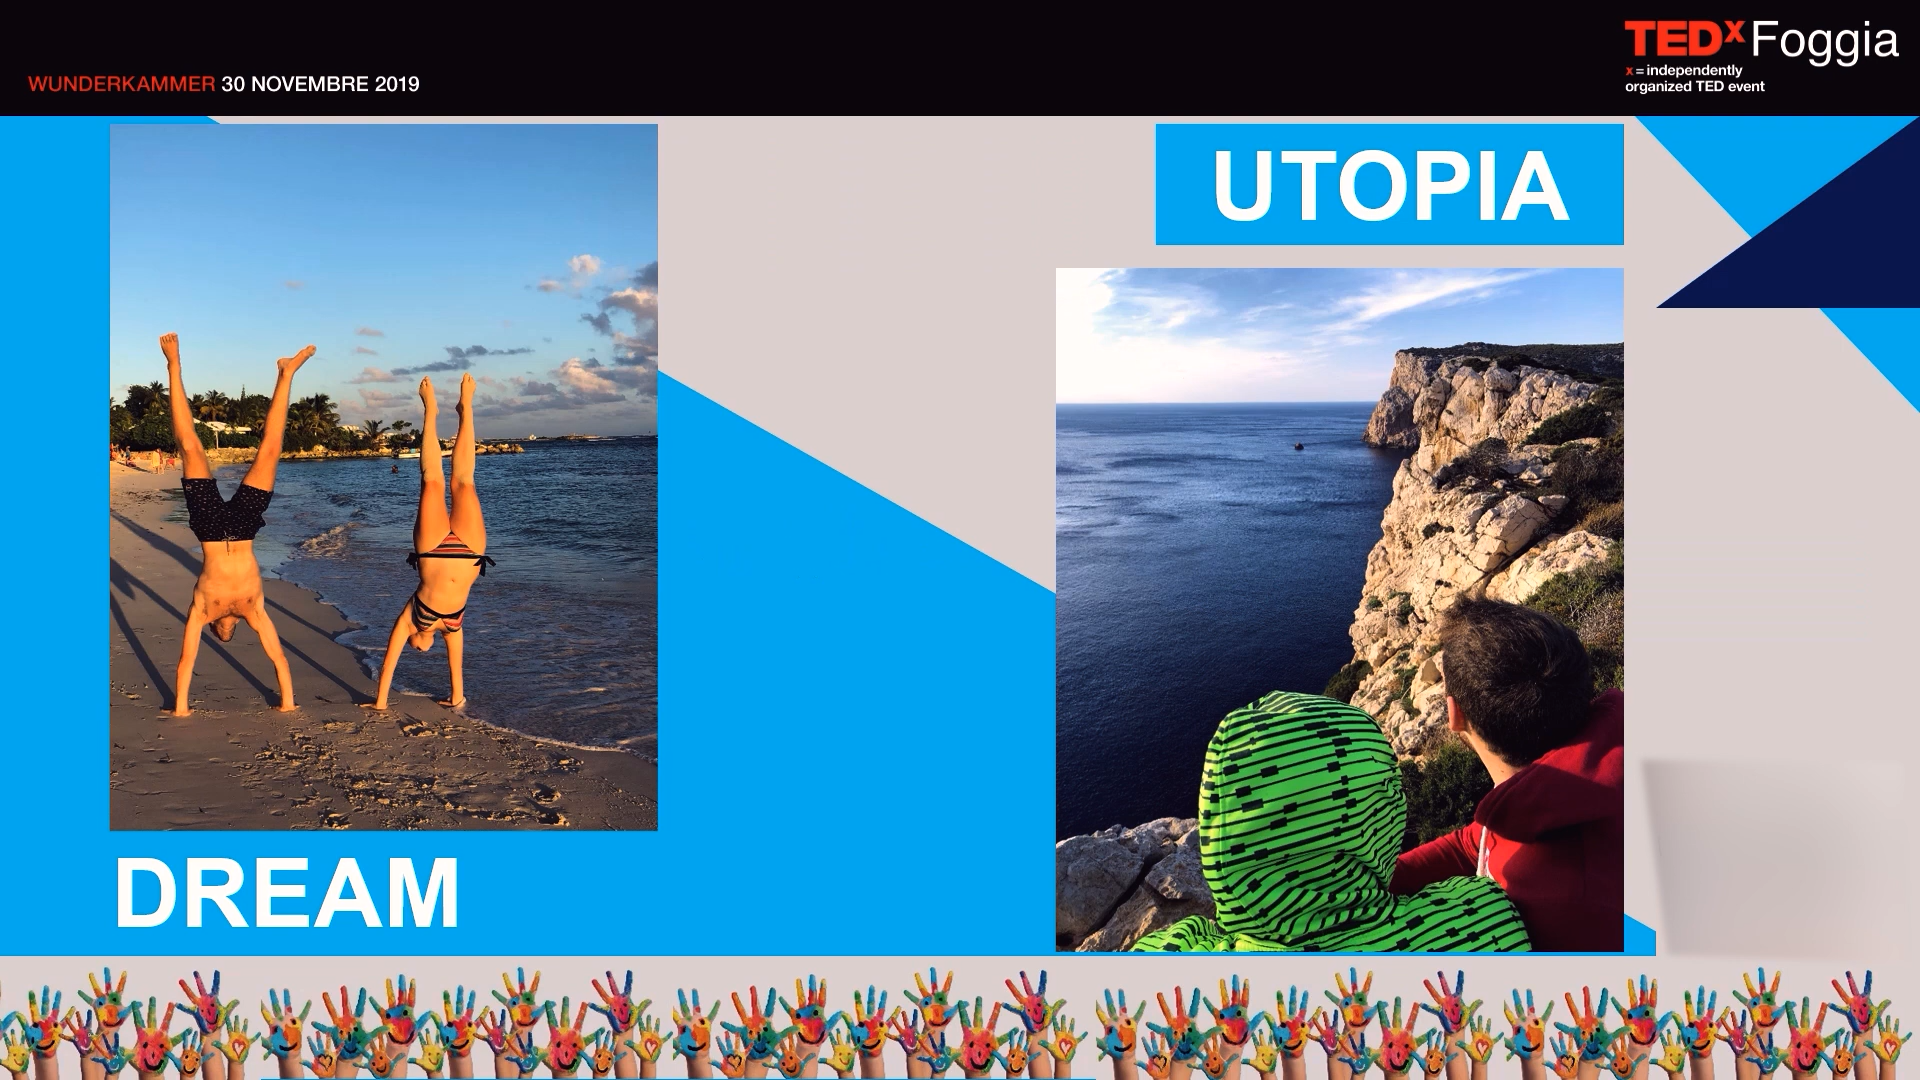 WUNDERKAMMER 30 NOVEMBRE 2019
TEDx Foggia
x = independently
organized TED event
UTOPIA
DREAM